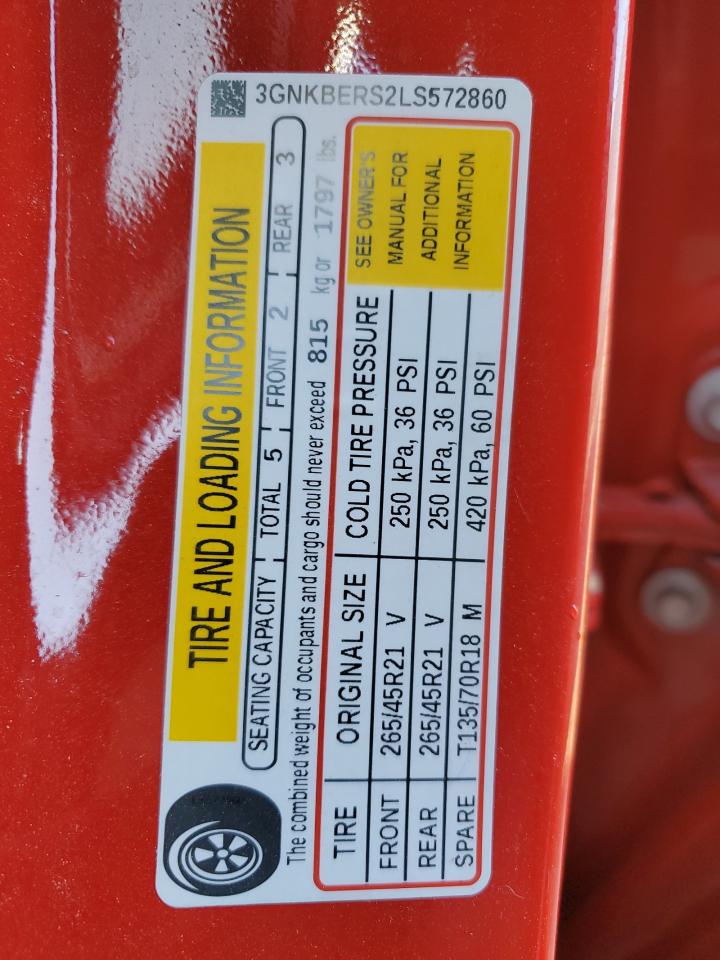 3GNKBERS2LS572860
TIRE AND LOADING INFORMATION
SEATING CAPACITY TOTAL 5 FRONT 2 REAR 3
The combined weight of occupants and cargo should never exceed 815 kg or 1797 lbs.
TIRE ORIGINAL SIZE COLD TIRE PRESSURE
FRONT 265/45R21 V 250 kPa, 36 PSI
REAR 265/45R21 V 250 kPa, 36 PSI
SPARE T135/70R18 M 420 kPa, 60 PSI
SEE OWNER'S
MANUAL FOR
ADDITIONAL
INFORMATION